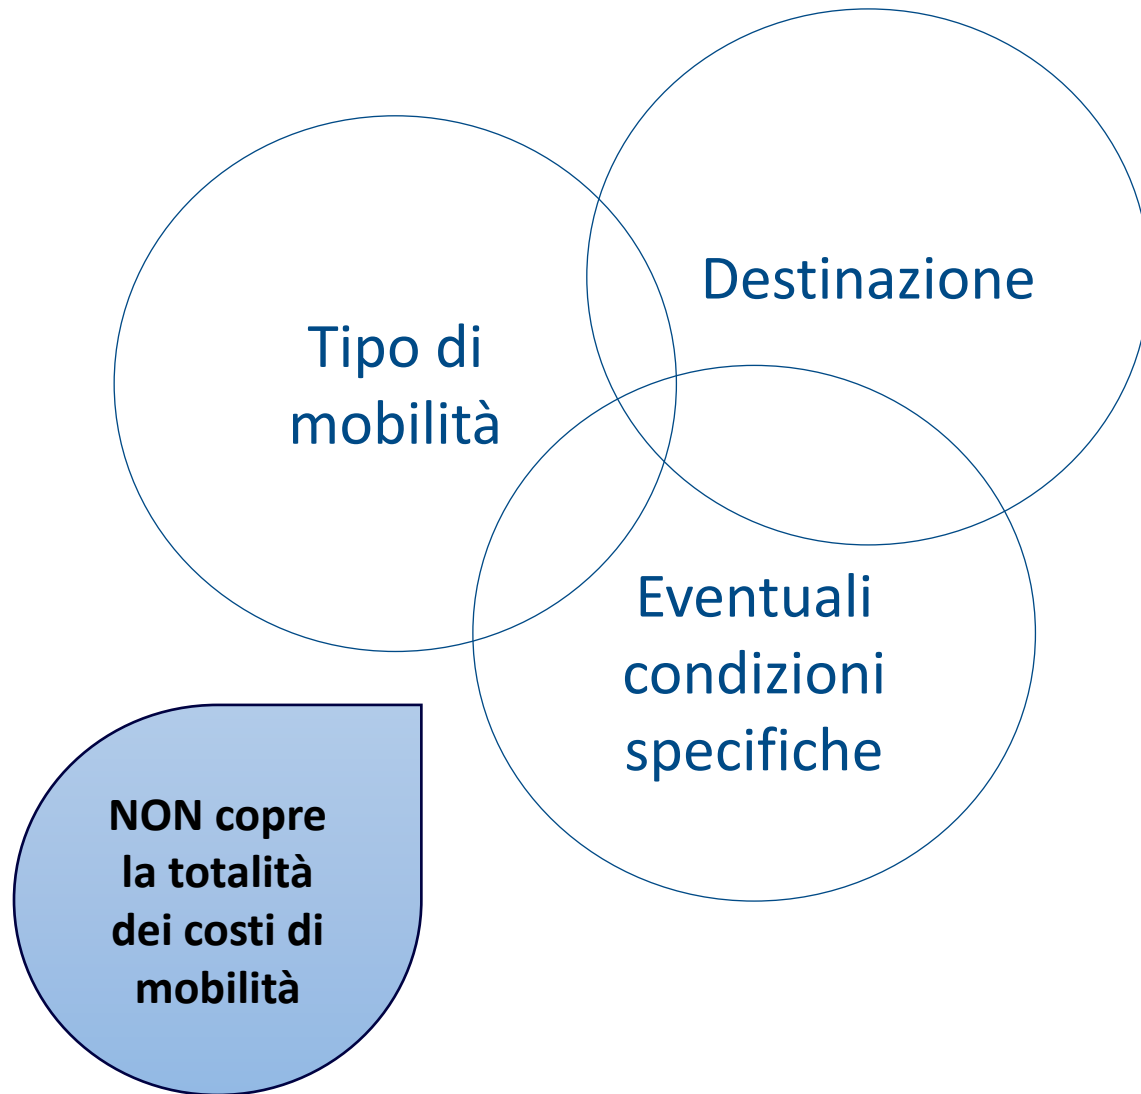 Destinazione
Tipo di
mobilità
Eventuali
condizioni
specifiche
NON copre
la totalità
dei costi di
mobilità